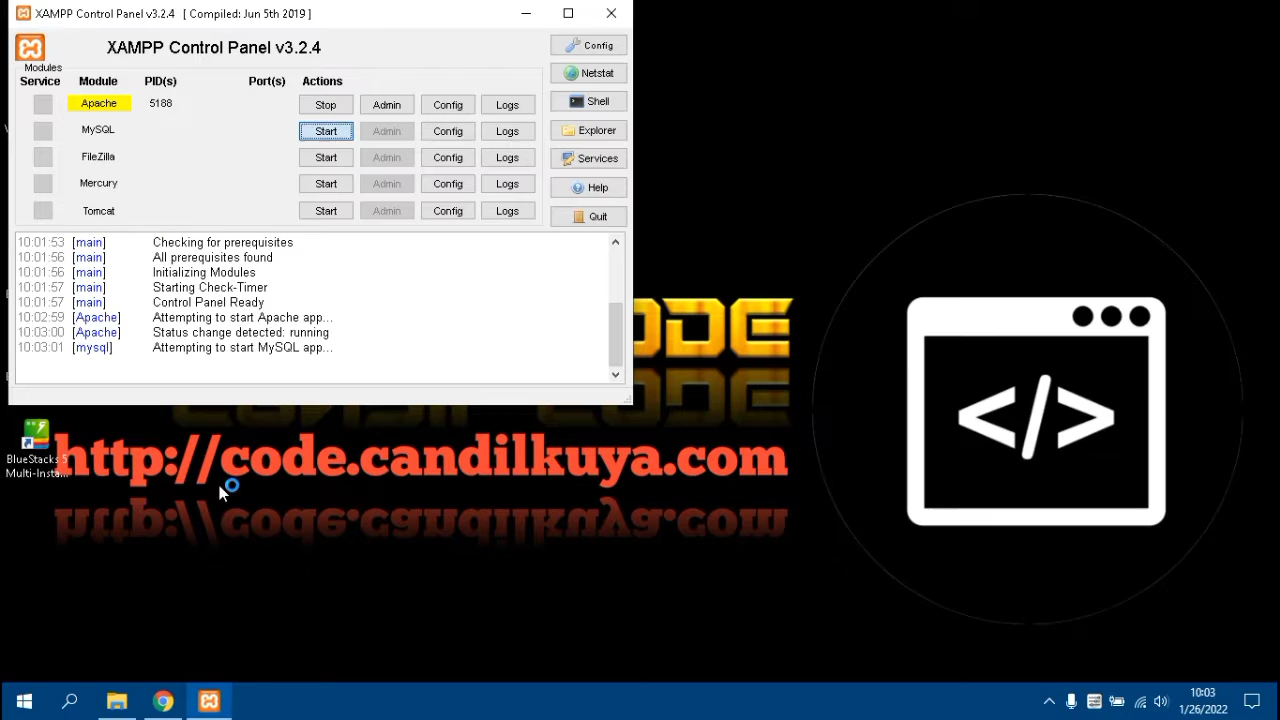 XAMPP Control Panel v3.2.4 [ Compiled: Jun 5th 2019 ]
XAMPP Control Panel v3.2.4
Config
Modules
Service Module PID(s) Port(s) Actions
Netstat
Apache 5188 Stop Admin Config Logs
Shell
MySQL Start Admin Config Logs
Explorer
FileZilla Start Admin Config Logs
Services
Mercury Start Admin Config Logs
Help
Tomcat Start Admin Config Logs
Quit
10:01:53 [main] Checking for prerequisites
10:01:56 [main] All prerequisites found
10:01:56 [main] Initializing Modules
10:01:57 [main] Starting Check-Timer
10:01:57 [main] Control Panel Ready
10:02:59 [Apache] Attempting to start Apache app...
10:03:00 [Apache] Status change detected: running
10:03:01 [mysql] Attempting to start MySQL app...
ODE
</>
BlueStacks 5
Multi-Insta...
http://code.candilkuya.com
10:03
1/26/2022